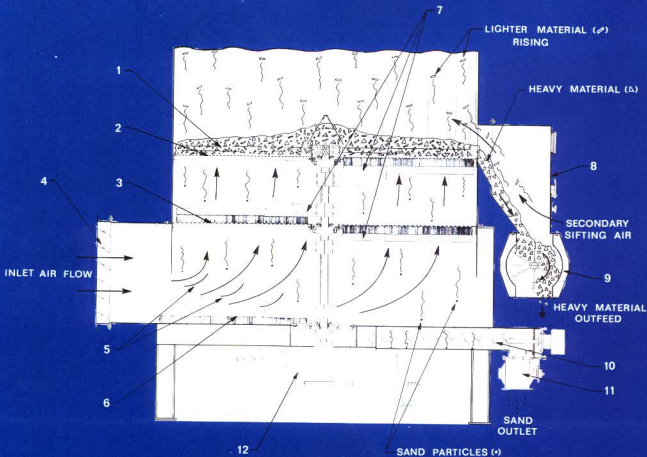 7
LIGHTER MATERIAL
RISING
1
HEAVY MATERIAL
2
8
4
3
SECONDARY
SIFTING AIR
9
INLET AIR FLOW
HEAVY MATERIAL
OUTFEED
5
10
6
11
SAND
OUTLET
12
SAND PARTICLES (•)